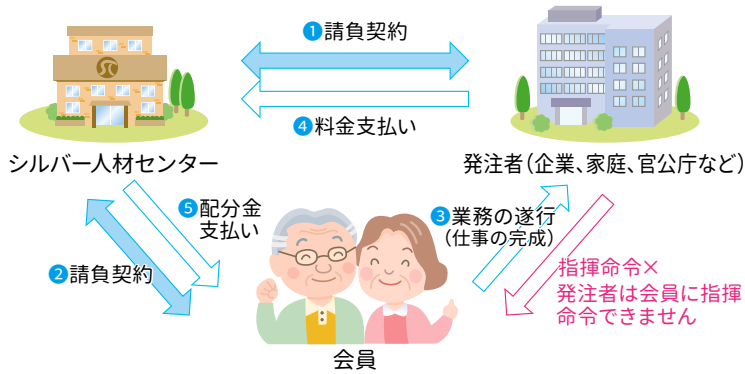 ❶請負契約
❹料金支払い
シルバー人材センター
発注者(企業、家庭、官公庁など)
❺配分金
支払い
❸業務の遂行
(仕事の完成)
❷請負契約
指揮命令×
発注者は会員に指揮
命令できません
会員